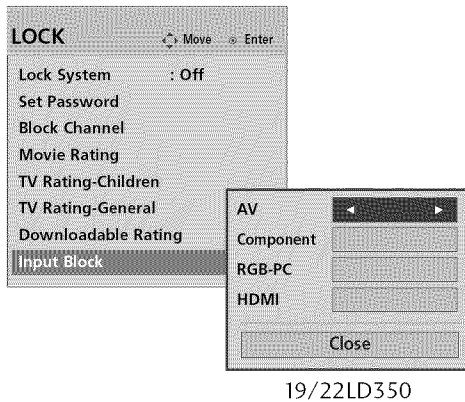 LOCK Move Enter
Lock System : Off
Set Password
Block Channel
Movie Rating
TV Rating-Children
TV Rating-General
Downloadable Rating
Input Block
AV
Component
RGB-PC
HDMI
Close
19/22LD350